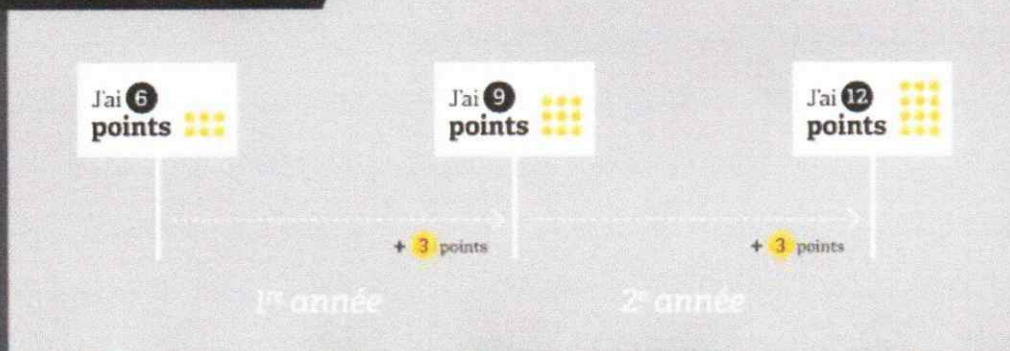 J'ai 6
points
J'ai 9
points
J'ai 12
points
+ 3 points
+ 3 points
1re année
2e année